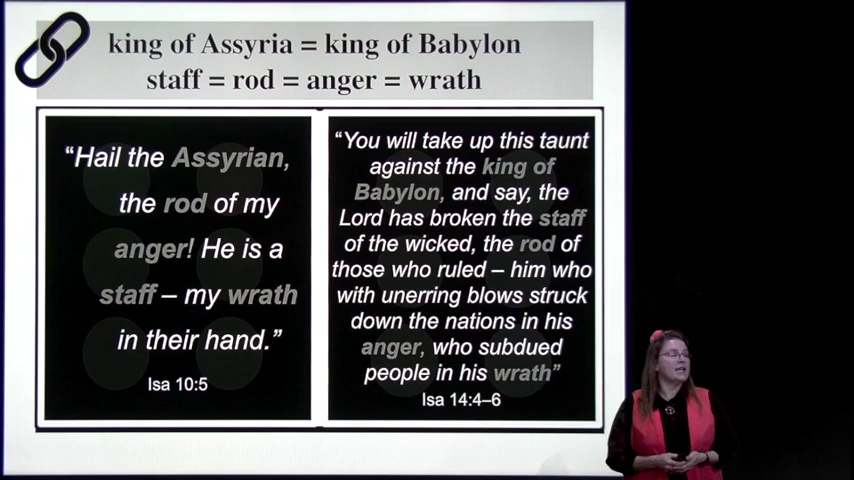 king of Assyria = king of Babylon
staff = rod = anger = wrath
“Hail the Assyrian,
the rod of my
anger! He is a
staff – my wrath
in their hand.”
Isa 10:5
“You will take up this taunt
against the king of
Babylon, and say, the
Lord has broken the staff
of the wicked, the rod of
those who ruled – him who
with unerring blows struck
down the nations in his
anger, who subdued
people in his wrath”
Isa 14:4–6